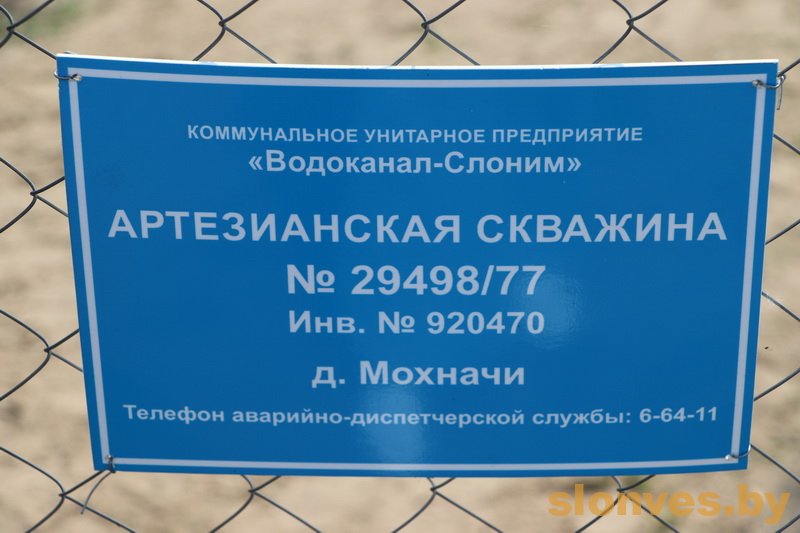 КОММУНАЛЬНОЕ УНИТАРНОЕ ПРЕДПРИЯТИЕ
«Водоканал-Слоним»
АРТЕЗИАНСКАЯ СКВАЖИНА
№ 29498/77
Инв. № 920470
д. Мохначи
Телефон аварийно-диспетчерской службы: 6-64-11
slonves.by